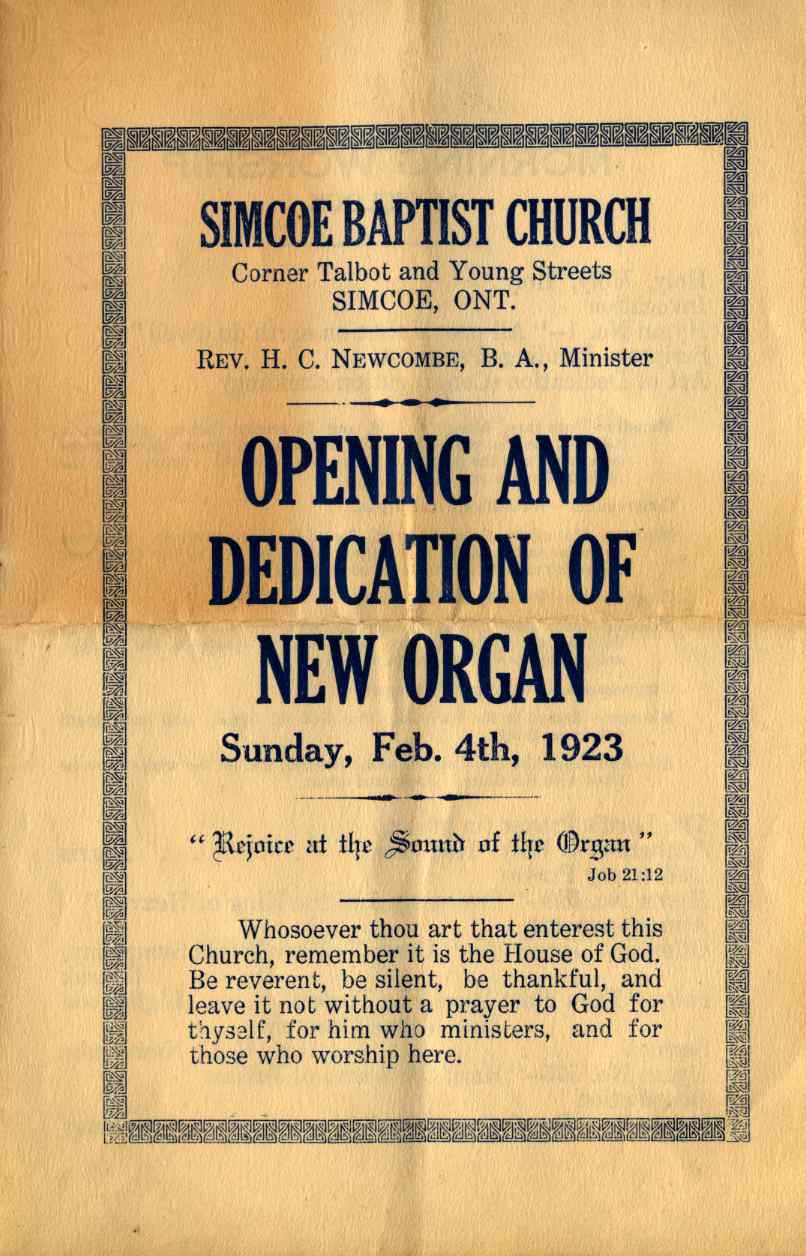 SIMCOE BAPTIST CHURCH
Corner Talbot and Young Streets
SIMCOE, ONT.
REV. H. C. NEWCOMBE, B. A., Minister
OPENING AND
DEDICATION OF
NEW ORGAN
Sunday, Feb. 4th, 1923
“Rejoice at the Sound of the Organ”
Job 21:12
Whosoever thou art that enterest this
Church, remember it is the House of God.
Be reverent, be silent, be thankful, and
leave it not without a prayer to God for
thyself, for him who ministers, and for
those who worship here.